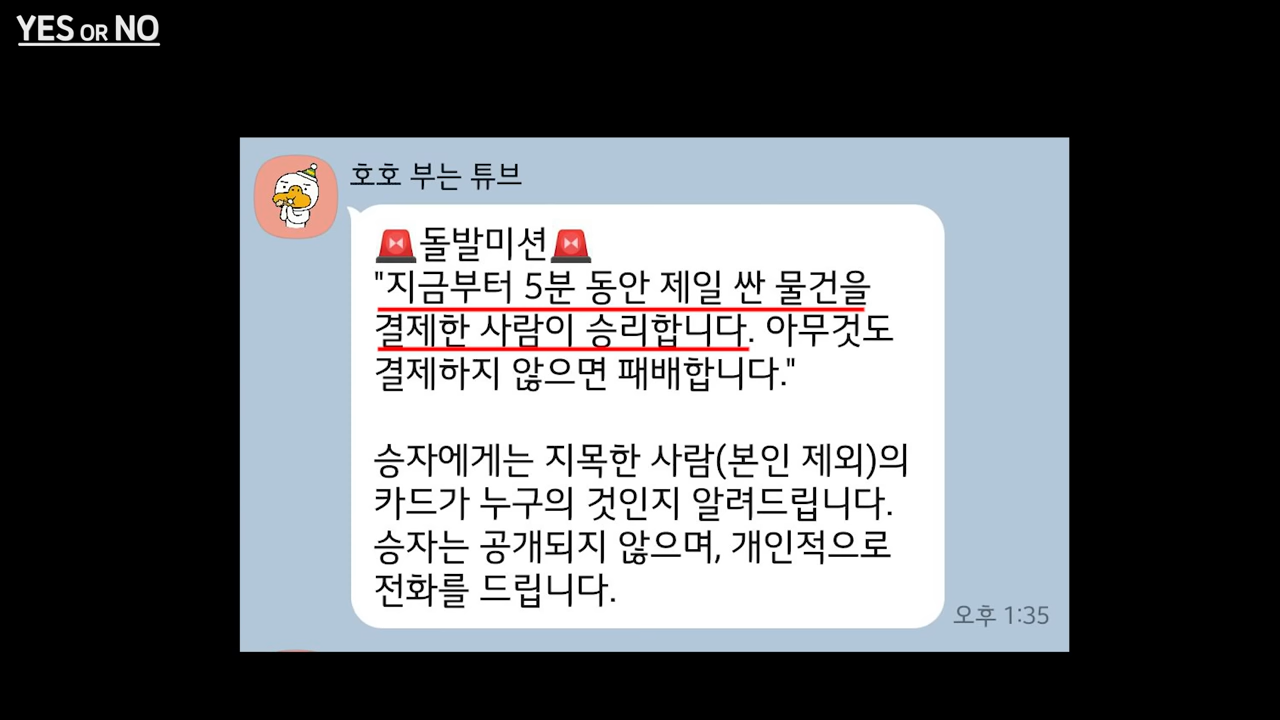 YES OR NO
호호 부는 튜브
🚨돌발미션🚨
"지금부터 5분 동안 제일 싼 물건을
결제한 사람이 승리합니다. 아무것도
결제하지 않으면 패배합니다."
승자에게는 지목한 사람(본인 제외)의
카드가 누구의 것인지 알려드립니다.
승자는 공개되지 않으며, 개인적으로
전화를 드립니다.
오후 1:35